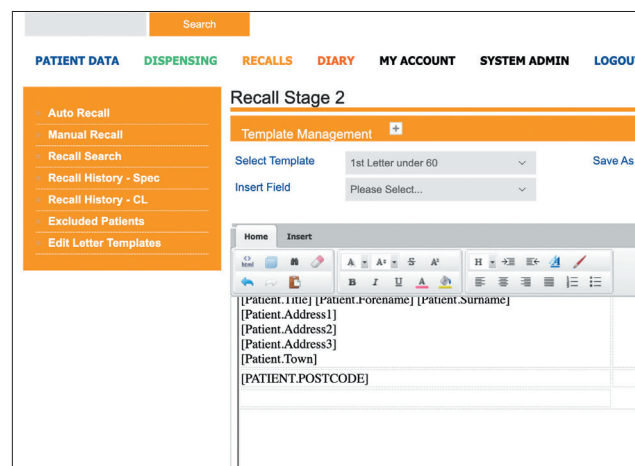 Search
PATIENT DATA DISPENSING RECALLS DIARY MY ACCOUNT SYSTEM ADMIN LOGOUT
Auto Recall
Manual Recall
Recall Search
Recall History - Spec
Recall History - CL
Excluded Patients
Edit Letter Templates
Recall Stage 2
Template Management +
Select Template 1st Letter under 60 Save As
Insert Field Please Select...
Home Insert
html A A S A² H
B I U A
[Patient.Title] [Patient.Forename] [Patient.Surname]
[Patient.Address1]
[Patient.Address2]
[Patient.Address3]
[Patient.Town]
[PATIENT.POSTCODE]